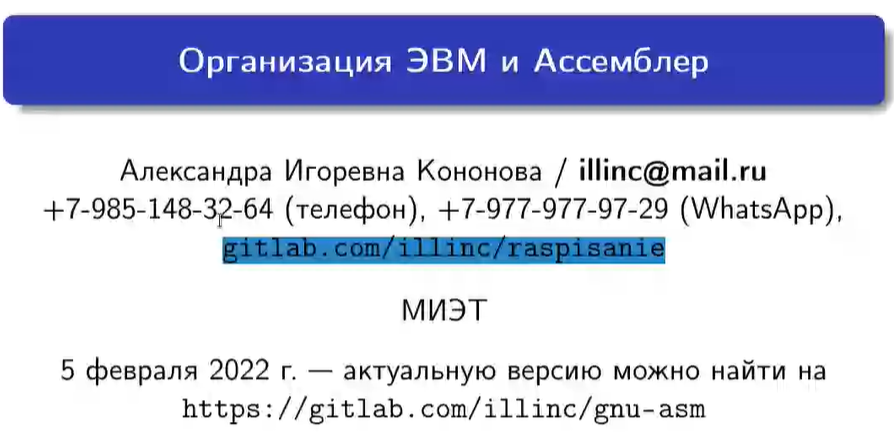 Организация ЭВМ и Ассемблер
Александра Игоревна Кононова / illinc@mail.ru
+7-985-148-32-64 (телефон), +7-977-977-97-29 (WhatsApp),
gitlab.com/illinc/raspisanie
МИЭТ
5 февраля 2022 г. — актуальную версию можно найти на
https://gitlab.com/illinc/gnu-asm